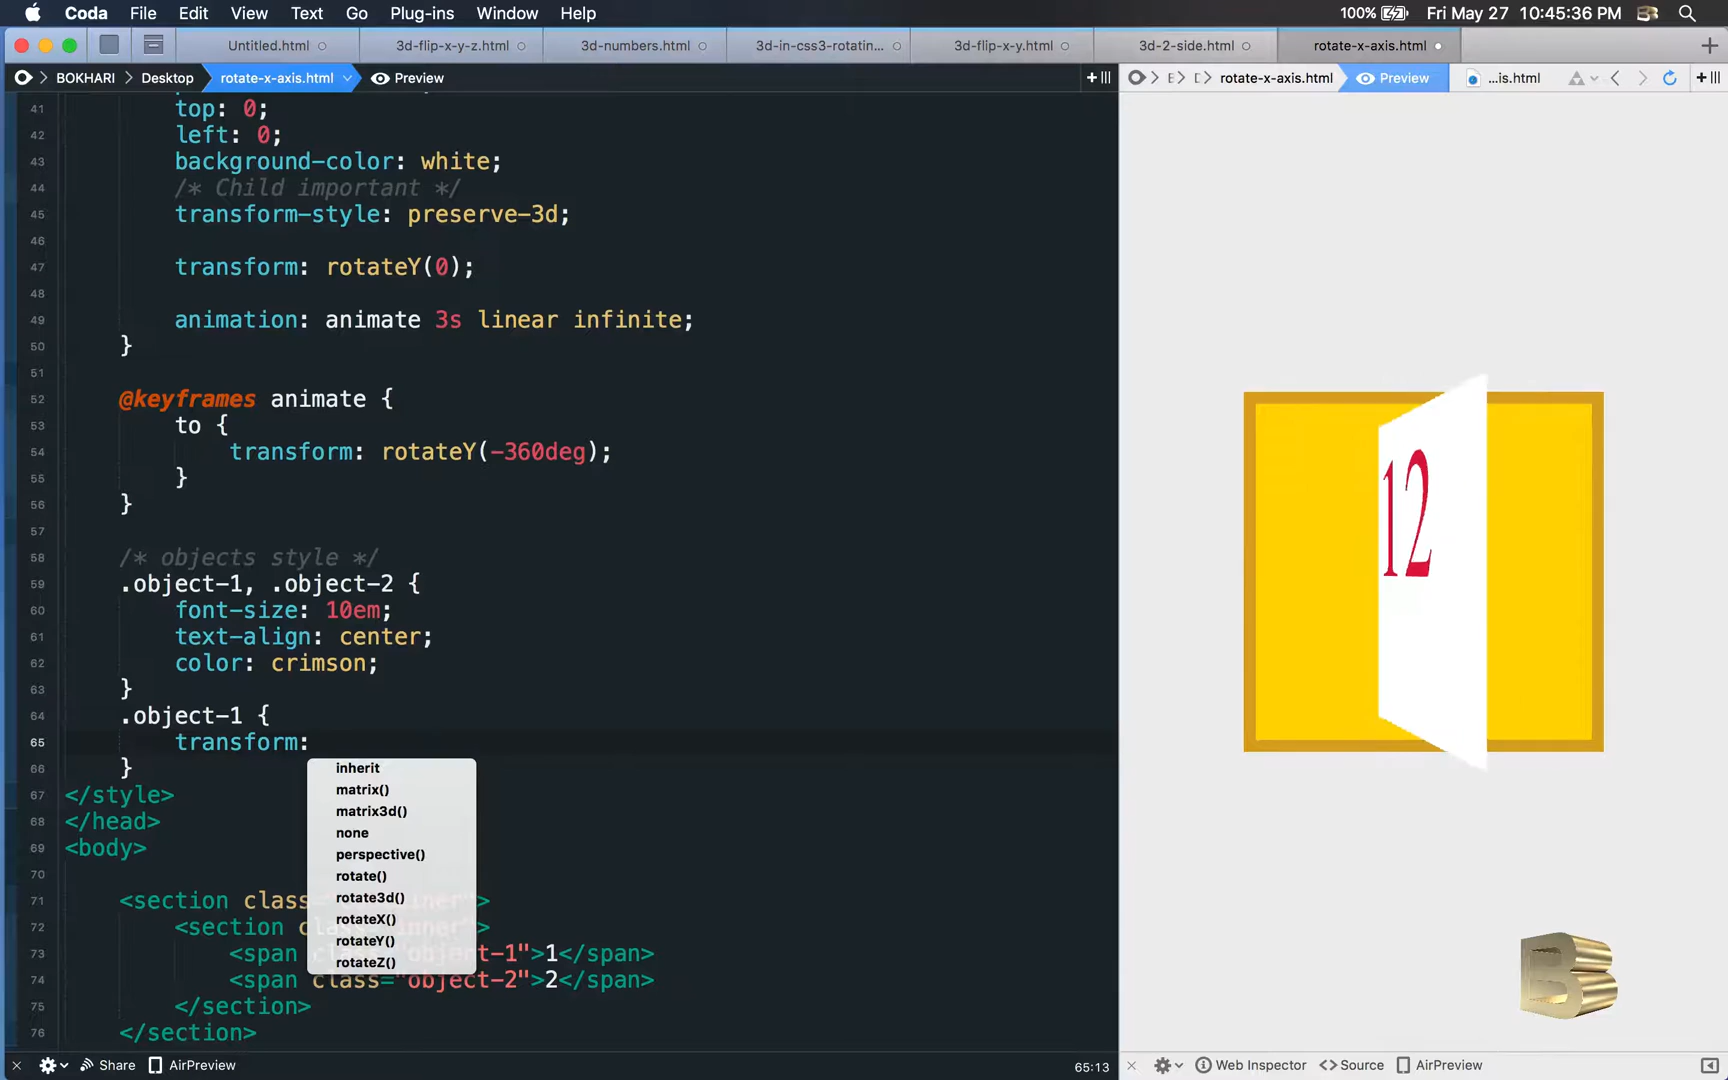 Coda File Edit View Text Go Plug-ins Window Help 100% Fri May 27 10:45:36 PM
Untitled.html 3d-flip-x-y-z.html 3d-numbers.html 3d-in-css3-rotatin... 3d-flip-x-y.html 3d-2-side.html rotate-x-axis.html
BOKHARI Desktop rotate-x-axis.html Preview rotate-x-axis.html Preview ...is.html
41 top: 0;
42 left: 0;
43 background-color: white;
44 /* Child important */
45 transform-style: preserve-3d;
46
47 transform: rotateY(0);
48
49 animation: animate 3s linear infinite;
50 }
51
52 @keyframes animate {
53 to {
54 transform: rotateY(-360deg);
55 }
56 }
57
58 /* objects style */
59 .object-1, .object-2 {
60 font-size: 10em;
61 text-align: center;
62 color: crimson;
63 }
64 .object-1 {
65 transform:
66 }
67 </style>
68 </head>
69 <body>
70
71 <section class
72 <section
73 <span ">1</span>
74 <span class="object-2">2</span>
75 </section>
76 </section>
inherit
matrix()
matrix3d()
none
perspective()
rotate()
rotate3d()
rotateX()
rotateY()
rotateZ()
12
B
Share AirPreview 65:13 Web Inspector Source AirPreview